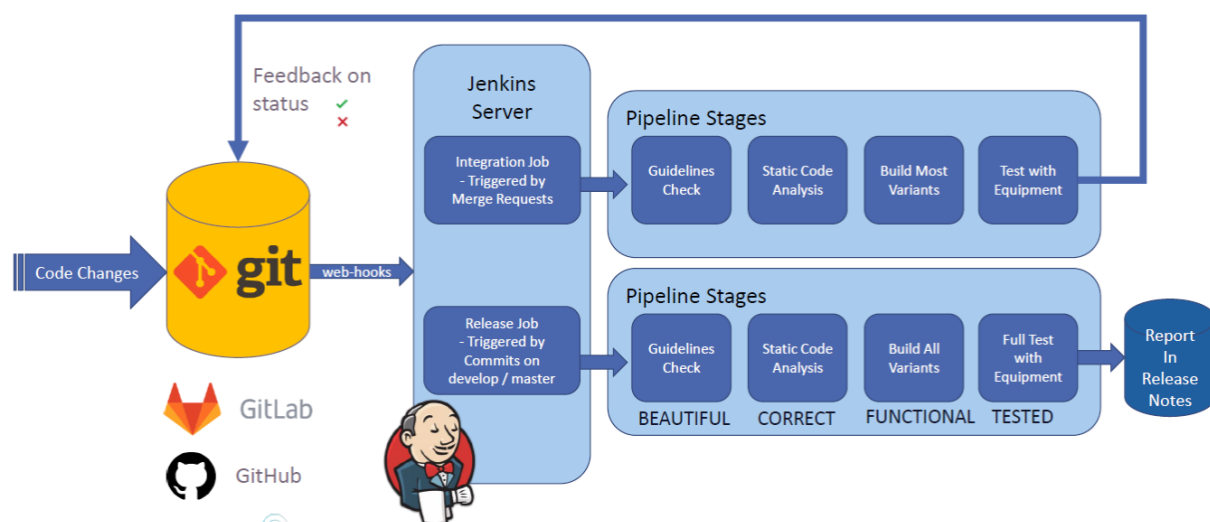 Feedback on
status
Jenkins
Server
Pipeline Stages
Integration Job
- Triggered by
Merge Requests
Guidelines
Check
Static Code
Analysis
Build Most
Variants
Test with
Equipment
Code Changes
git
web-hooks
Pipeline Stages
Release Job
- Triggered by
Commits on
develop / master
Guidelines
Check
Static Code
Analysis
Build All
Variants
Full Test
with
Equipment
Report
In
Release
Notes
BEAUTIFUL
CORRECT
FUNCTIONAL
TESTED
GitLab
GitHub